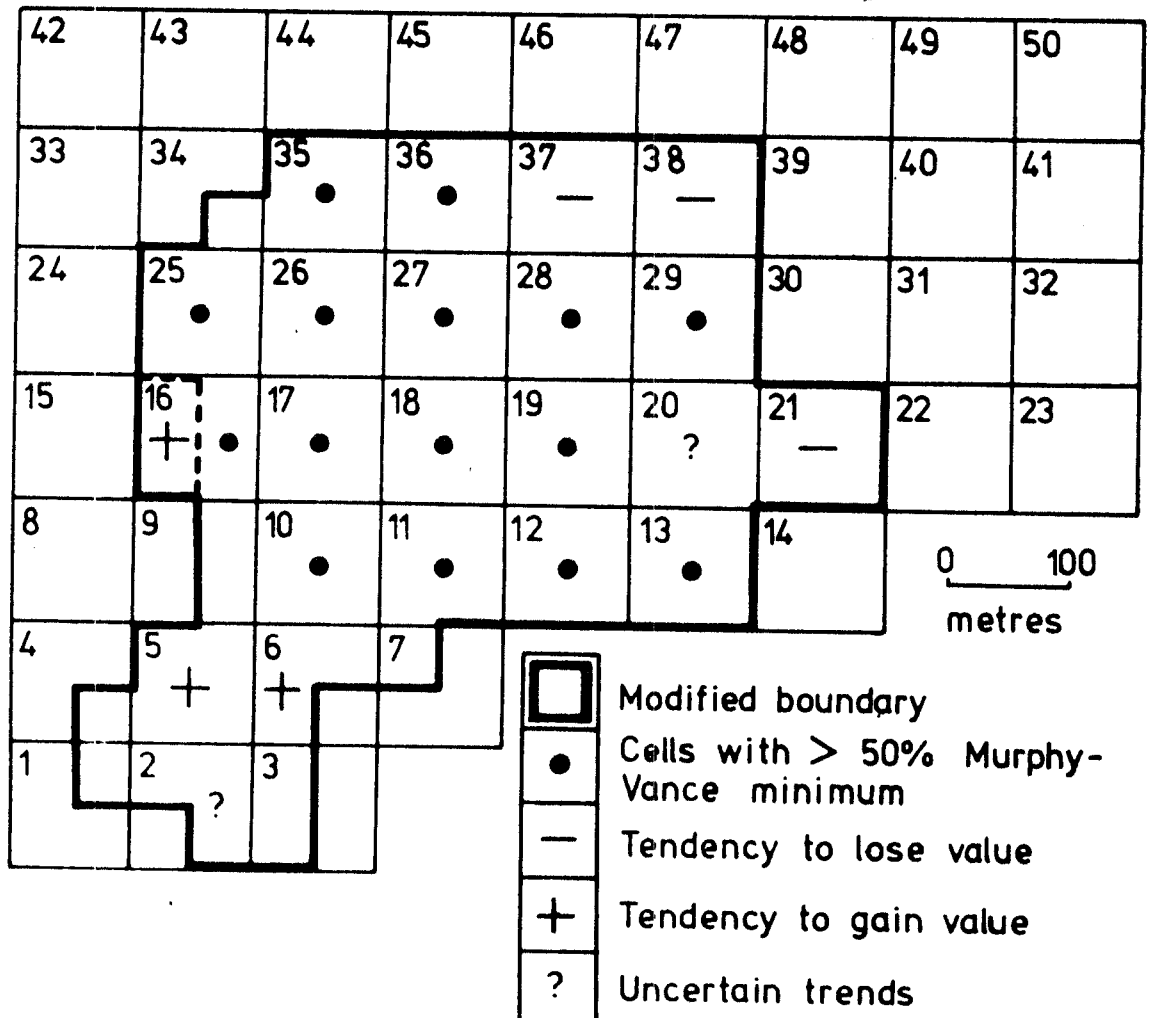 42 43 44 45 46 47 48 49 50
33 34 35 36 37 38 39 40 41
— —
24 25 26 27 28 29 30 31 32
15 16 17 18 19 20 21 22 23
+ ? —
8 9 10 11 12 13 14
0 100
metres
4 5 6 7
+ +
1 2 3
?
Modified boundary
Cells with > 50% Murphy-
Vance minimum
— Tendency to lose value
+ Tendency to gain value
? Uncertain trends